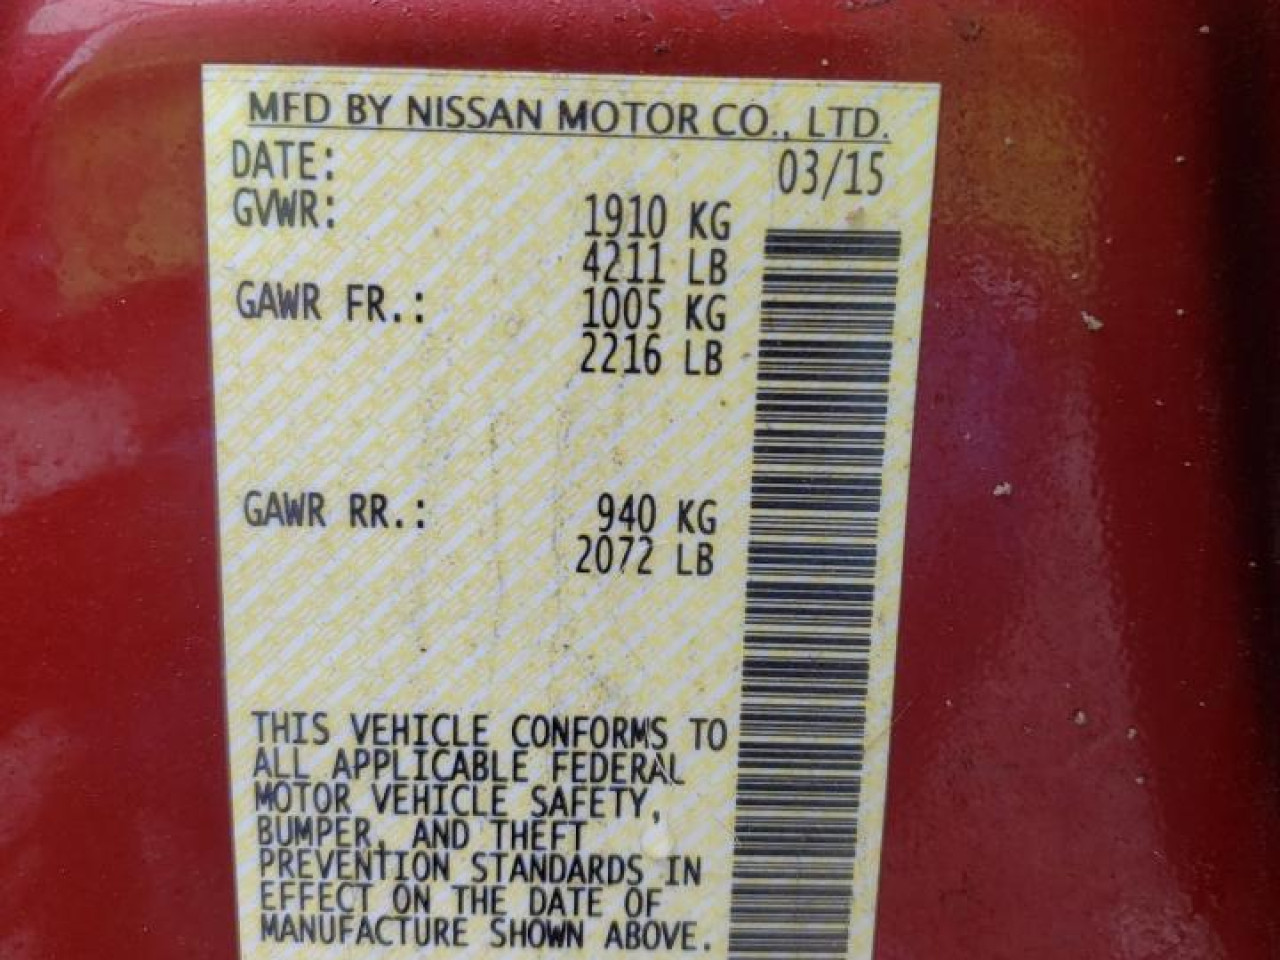 MFD BY NISSAN MOTOR CO., LTD.
DATE: 03/15
GVWR: 1910 KG
4211 LB
GAWR FR.: 1005 KG
2216 LB
GAWR RR.: 940 KG
2072 LB
THIS VEHICLE CONFORMS TO
ALL APPLICABLE FEDERAL
MOTOR VEHICLE SAFETY,
BUMPER, AND THEFT
PREVENTION STANDARDS IN
EFFECT ON THE DATE OF
MANUFACTURE SHOWN ABOVE.